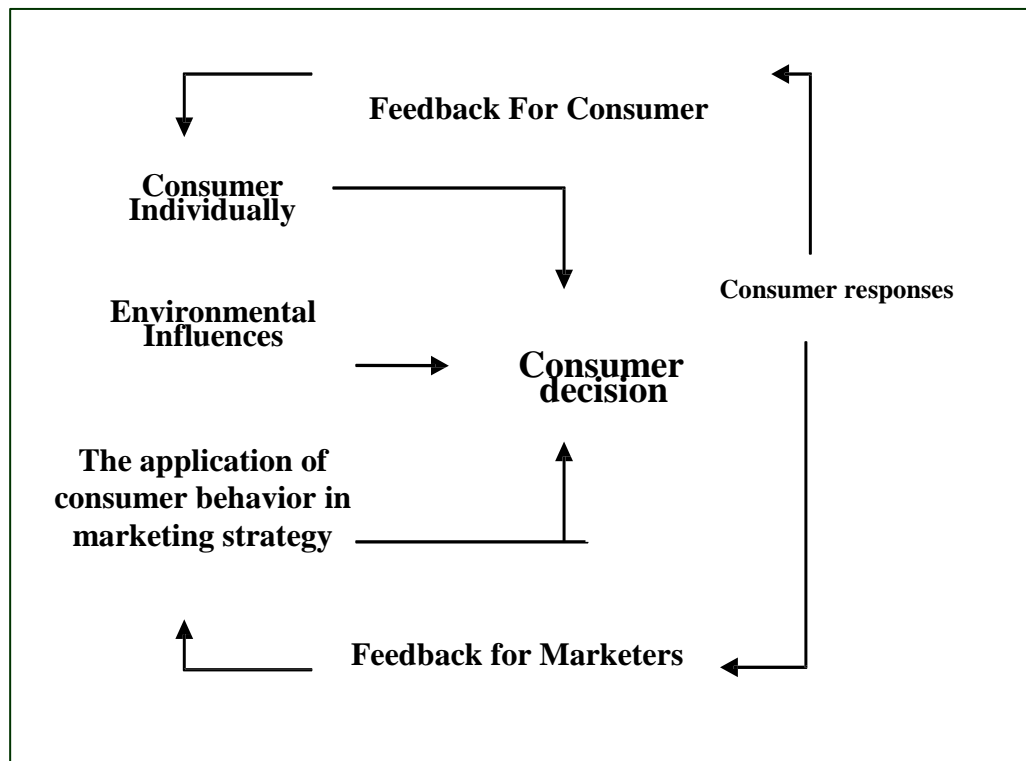 Feedback For Consumer
Consumer
Individually
Environmental
Influences
Consumer responses
Consumer
decision
The application of
consumer behavior in
marketing strategy
Feedback for Marketers